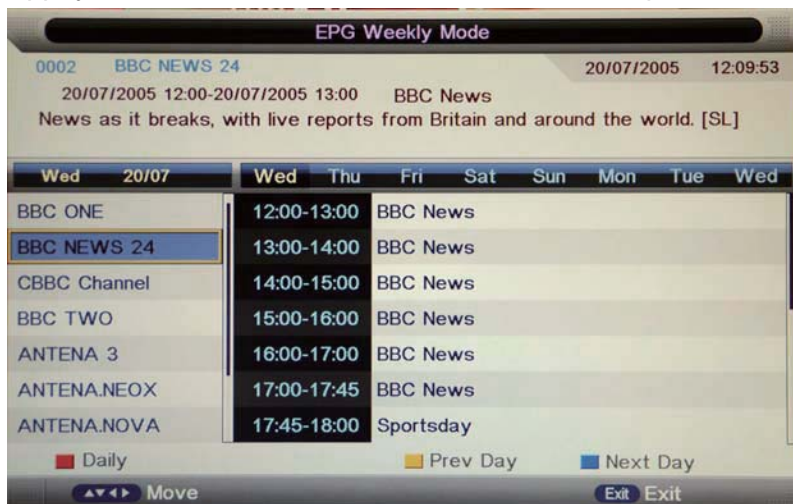 EPG Weekly Mode
0002 BBC NEWS 24 20/07/2005 12:09:53
20/07/2005 12:00-20/07/2005 13:00 BBC News
News as it breaks, with live reports from Britain and around the world. [SL]
Wed 20/07 Wed Thu Fri Sat Sun Mon Tue Wed
BBC ONE 12:00-13:00 BBC News
BBC NEWS 24 13:00-14:00 BBC News
CBBC Channel 14:00-15:00 BBC News
BBC TWO 15:00-16:00 BBC News
ANTENA 3 16:00-17:00 BBC News
ANTENA.NEOX 17:00-17:45 BBC News
ANTENA.NOVA 17:45-18:00 Sportsday
Daily Prev Day Next Day
Move Exit Exit